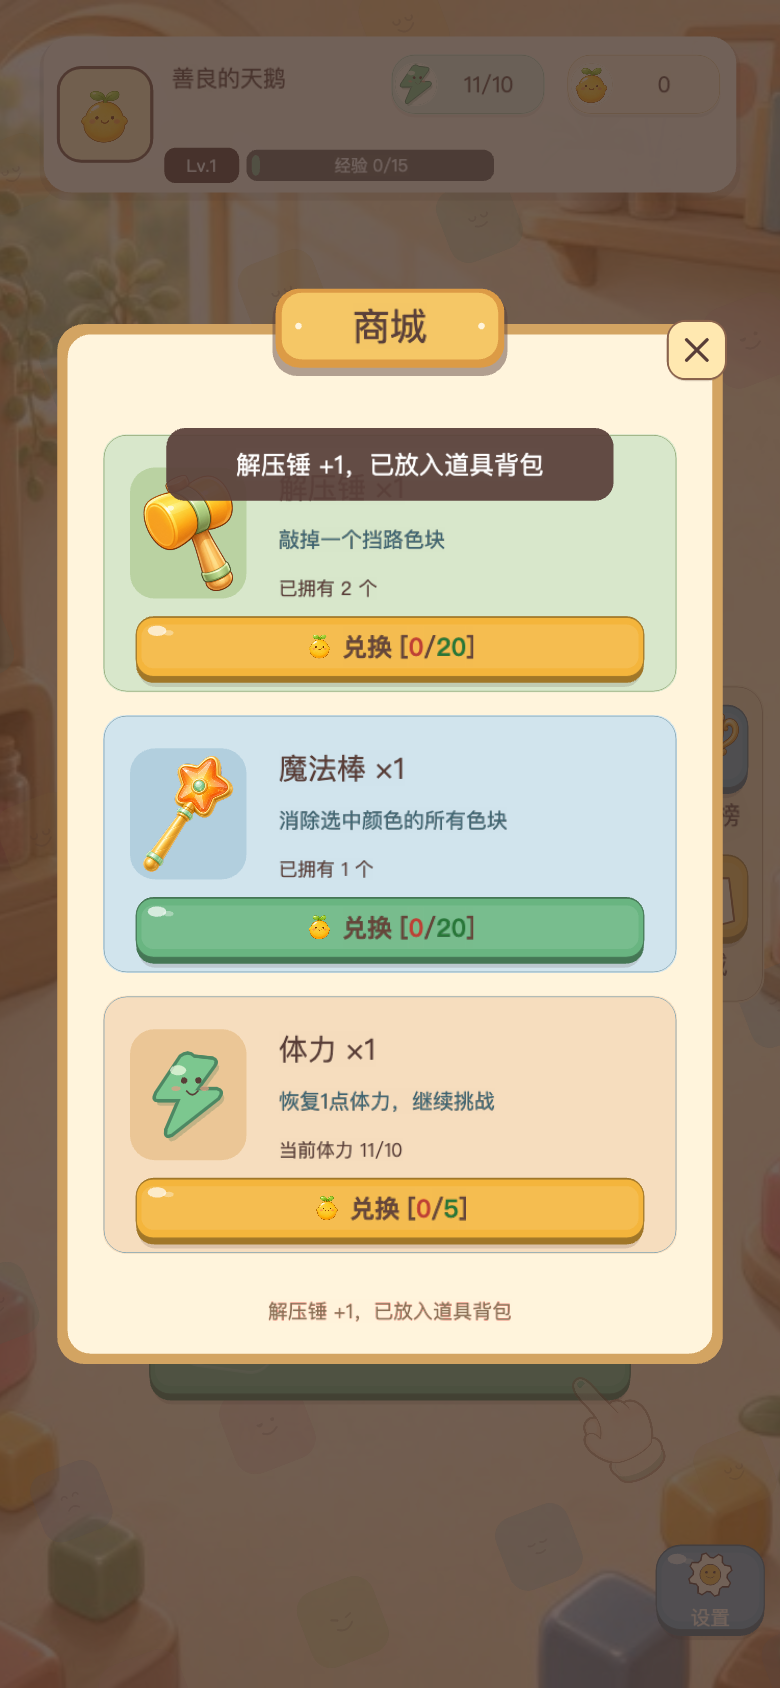 善良的天鹅
11/10
0
Lv.1
经验 0/15
商城
解压锤 +1，已放入道具背包
解压锤 ×1
敲掉一个挡路色块
已拥有 2 个
兑换 [0/20]
魔法棒 ×1
消除选中颜色的所有色块
已拥有 1 个
兑换 [0/20]
榜
体力 ×1
恢复1点体力，继续挑战
当前体力 11/10
兑换 [0/5]
解压锤 +1，已放入道具背包
设置